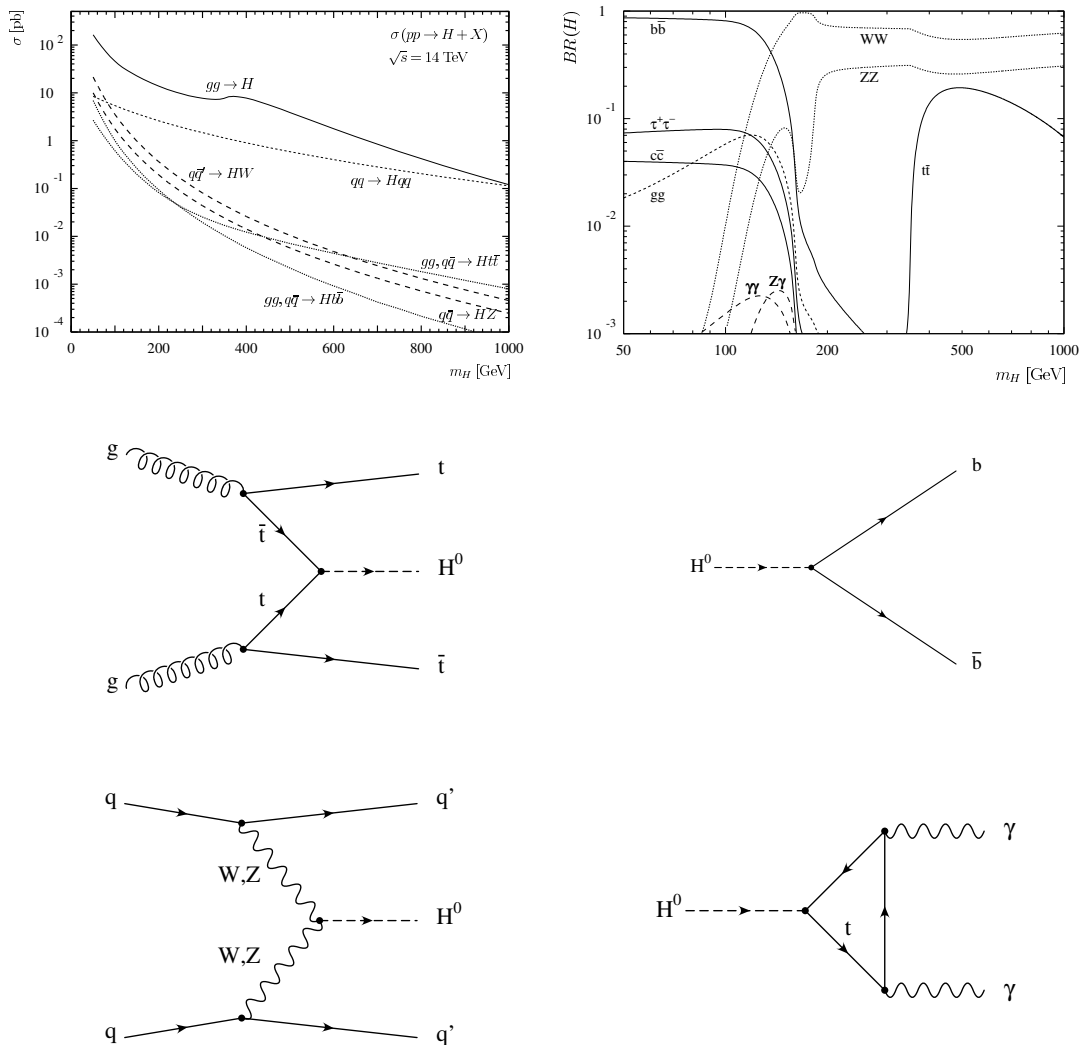 σ [pb]
σ(pp → H + X)
√s = 14 TeV
gg → H
qq̄' → HW
qq → Hqq
gg, qq̄ → Htt̄
gg, qq̄ → Hbb̄
qq̄ → HZ
10²
10
1
10⁻¹
10⁻²
10⁻³
10⁻⁴
0 200 400 600 800 1000
m_H [GeV]
BR(H)
1
10⁻¹
10⁻²
10⁻³
bb̄
WW
ZZ
τ⁺τ⁻
cc̄
gg
tt̄
γγ
Zγ
50 100 200 500 1000
m_H [GeV]
g
t
t̄
H⁰
t
g
t̄
H⁰
b
b̄
q
q’
W,Z
H⁰
W,Z
q
q’
H⁰
t
γ
γ